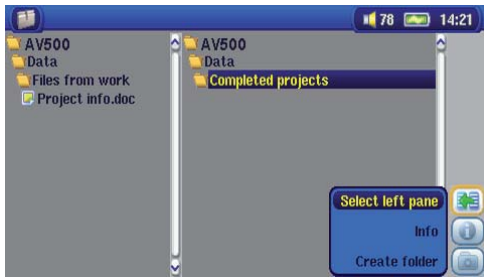 78 14:21
AV500
Data
Files from work
Project info.doc
AV500
Data
Completed projects
Select left pane
Info
Create folder